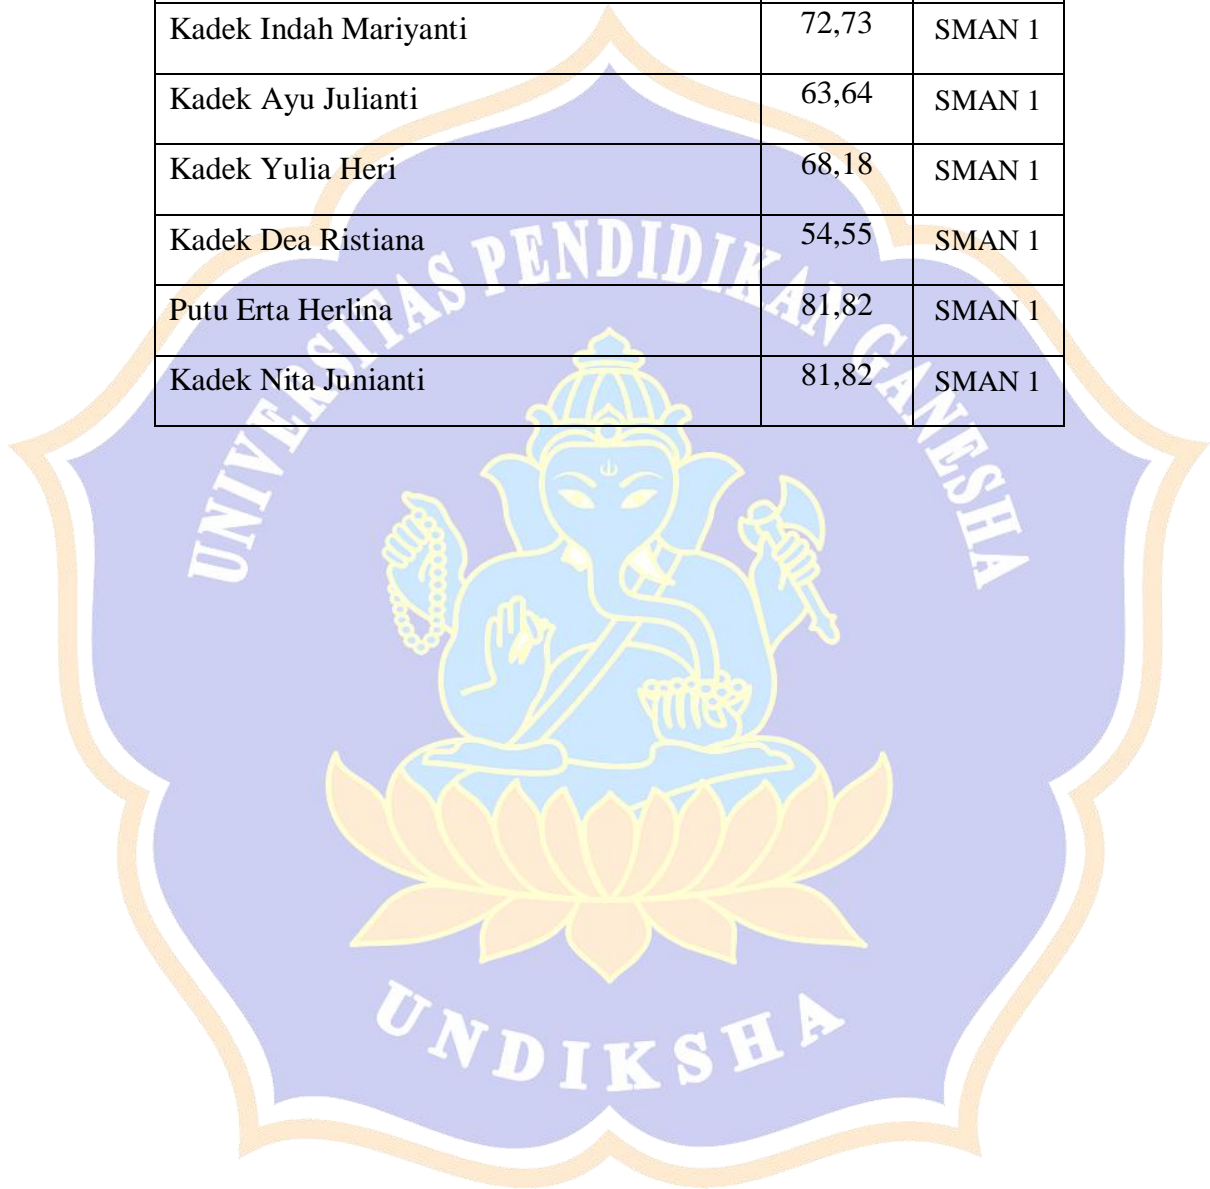 Kadek Indah Mariyanti 72,73 SMAN 1
Kadek Ayu Julianti 63,64 SMAN 1
Kadek Yulia Heri 68,18 SMAN 1
Kadek Dea Ristiana 54,55 SMAN 1
Putu Erta Herlina 81,82 SMAN 1
Kadek Nita Junianti 81,82 SMAN 1
UNIVERSITAS PENDIDIKAN GANESHA
UNDIKSHA